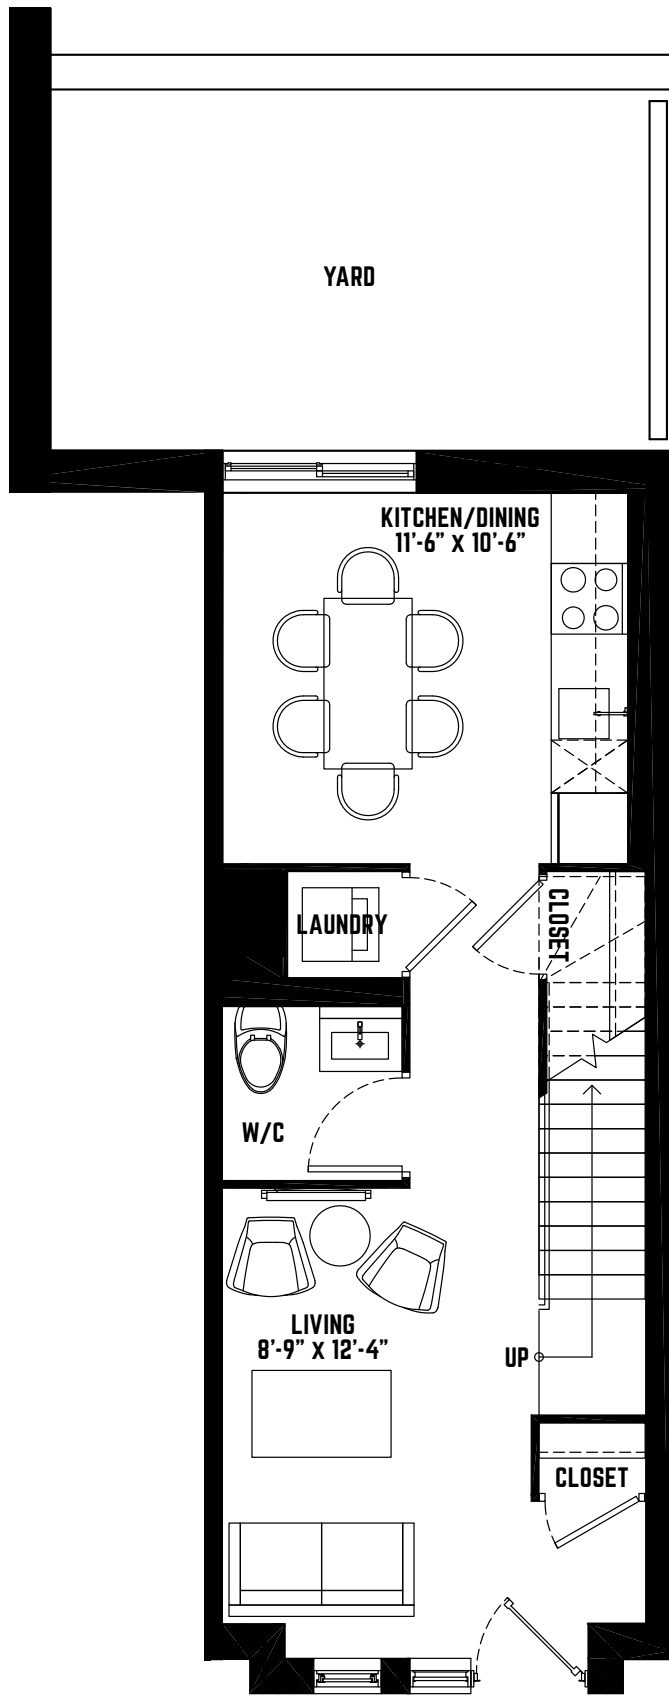 YARD
KITCHEN/DINING
11'-6" X 10'-6"
CLOSET
LAUNDRY
W/C
LIVING
8'-9" X 12'-4"
UP
CLOSET